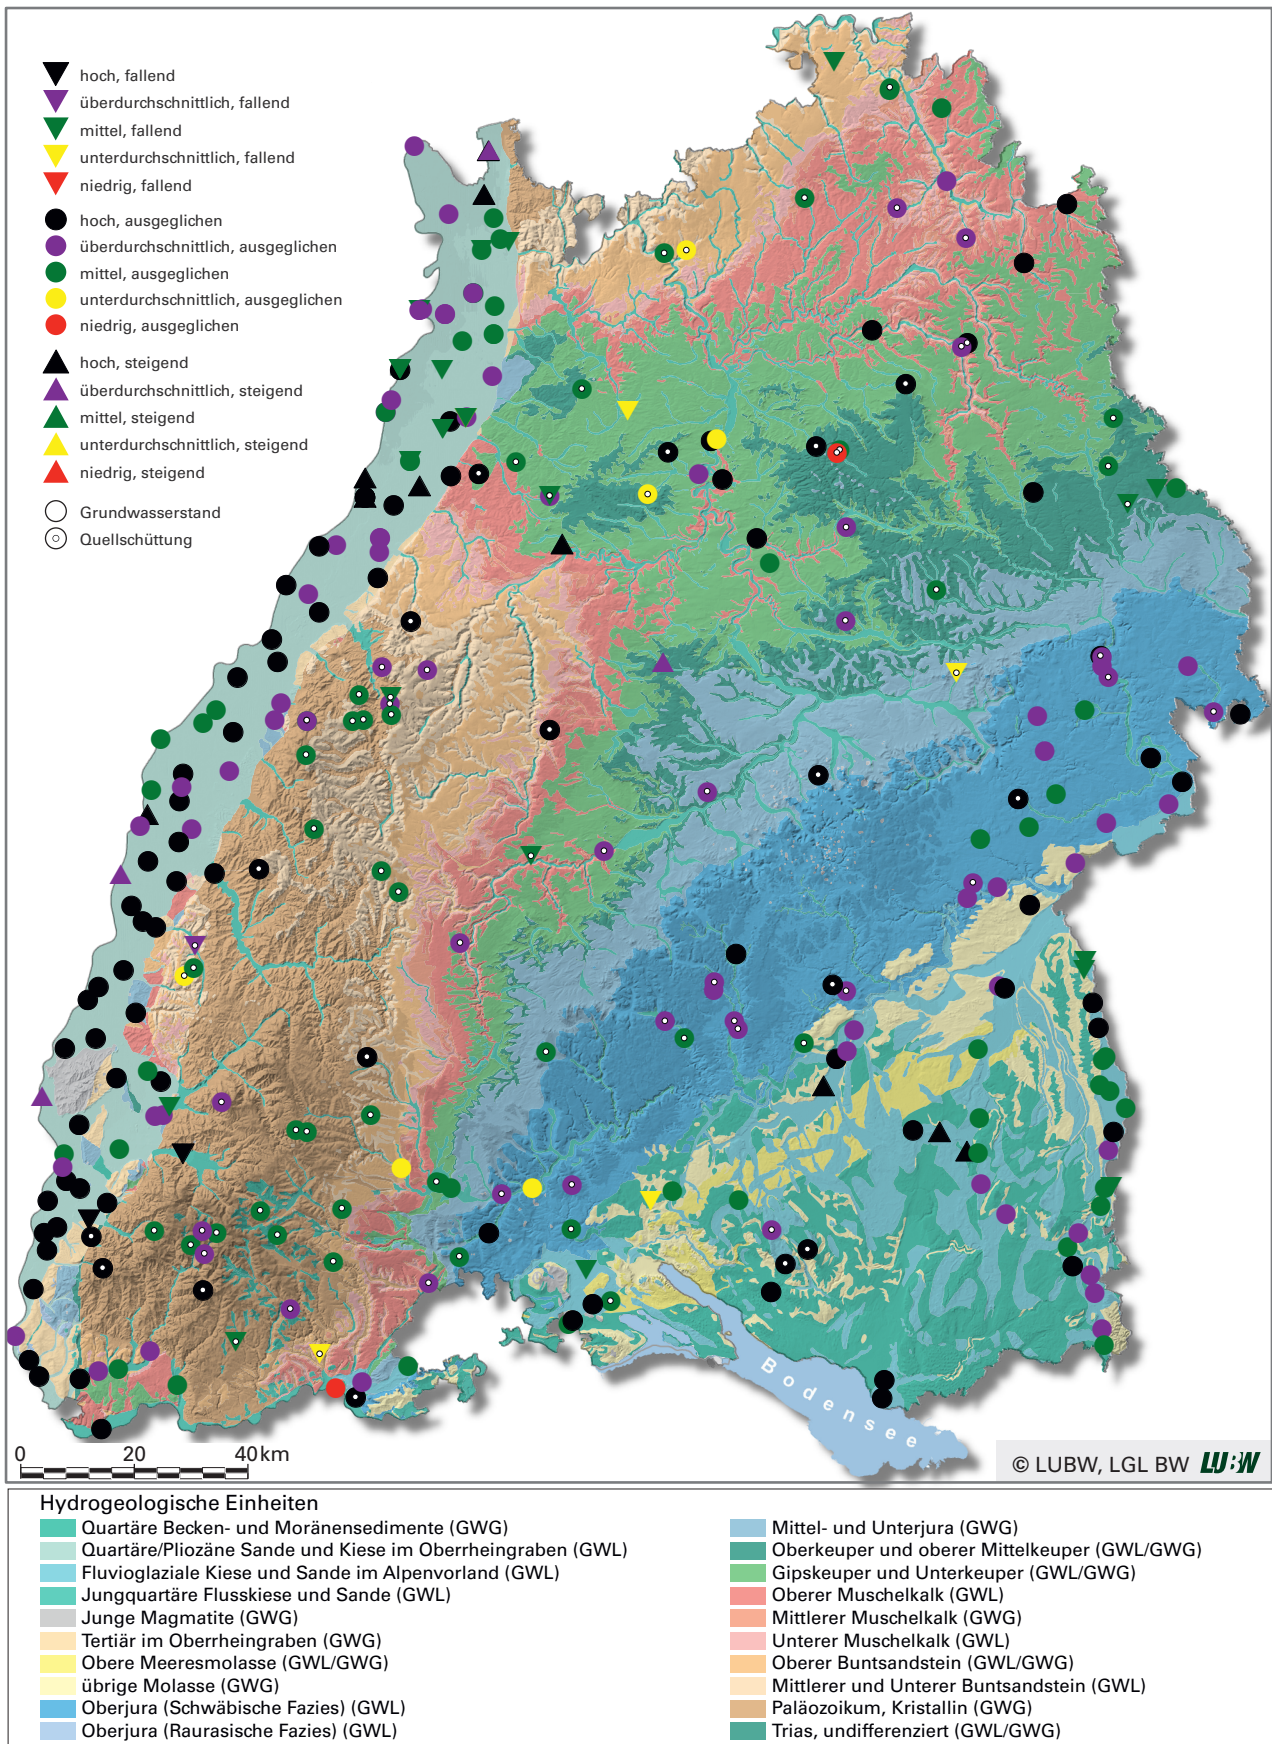 hoch, fallend
überdurchschnittlich, fallend
mittel, fallend
unterdurchschnittlich, fallend
niedrig, fallend
hoch, ausgeglichen
überdurchschnittlich, ausgeglichen
mittel, ausgeglichen
unterdurchschnittlich, ausgeglichen
niedrig, ausgeglichen
hoch, steigend
überdurchschnittlich, steigend
mittel, steigend
unterdurchschnittlich, steigend
niedrig, steigend
Grundwasserstand
Quellschüttung
Bodensee
0 20 40 km
© LUBW, LGL BW LUBW
Hydrogeologische Einheiten
Quartäre Becken- und Moränensedimente (GWG)
Quartäre/Pliozäne Sande und Kiese im Oberrheingraben (GWL)
Fluvioglaziale Kiese und Sande im Alpenvorland (GWL)
Jungquartäre Flusskiese und Sande (GWL)
Junge Magmatite (GWG)
Tertiär im Oberrheingraben (GWG)
Obere Meeresmolasse (GWL/GWG)
übrige Molasse (GWG)
Oberjura (Schwäbische Fazies) (GWL)
Oberjura (Raurasische Fazies) (GWL)
Mittel- und Unterjura (GWG)
Oberkeuper und oberer Mittelkeuper (GWL/GWG)
Gipskeuper und Unterkeuper (GWL/GWG)
Oberer Muschelkalk (GWL)
Mittlerer Muschelkalk (GWG)
Unterer Muschelkalk (GWL)
Oberer Buntsandstein (GWL/GWG)
Mittlerer und Unterer Buntsandstein (GWL)
Paläozoikum, Kristallin (GWG)
Trias, undifferenziert (GWL/GWG)